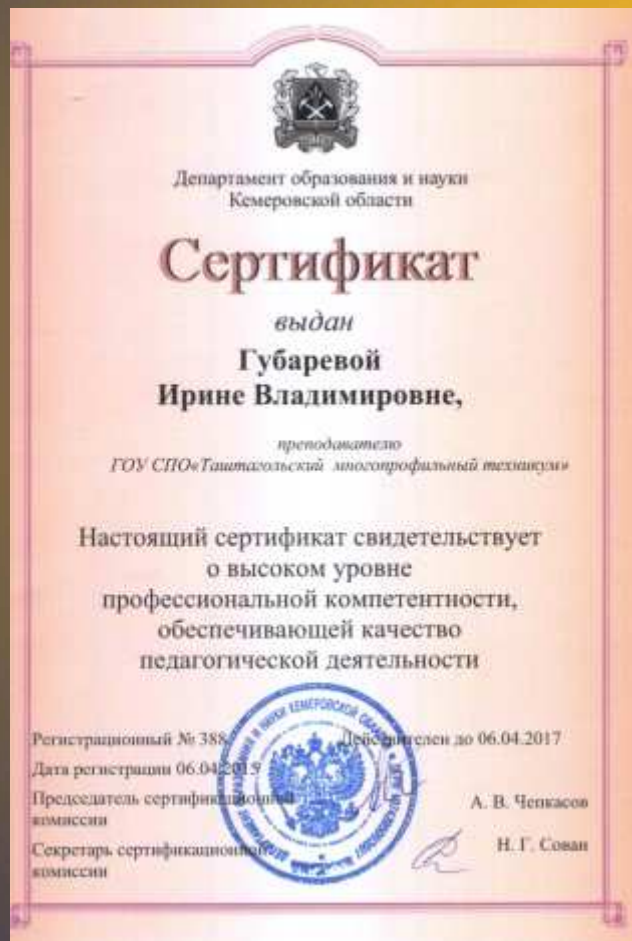 Департамент образования и науки
Кемеровской области
Сертификат
выдан
Губаревой
Ирине Владимировне,
преподавателю
ГОУ СПО«Таштагольский многопрофильный техникум»
Настоящий сертификат свидетельствует
о высоком уровне
профессиональной компетентности,
обеспечивающей качество
педагогической деятельности
Регистрационный № 388 Действителен до 06.04.2017
Дата регистрации 06.04.2015
Председатель сертификационной
комиссии
А. В. Чепкасов
Секретарь сертификационной
комиссии
Н. Г. Сован